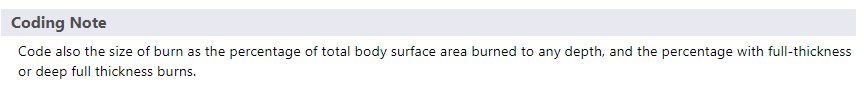 Coding Note
Code also the size of burn as the percentage of total body surface area burned to any depth, and the percentage with full-thickness
or deep full thickness burns.